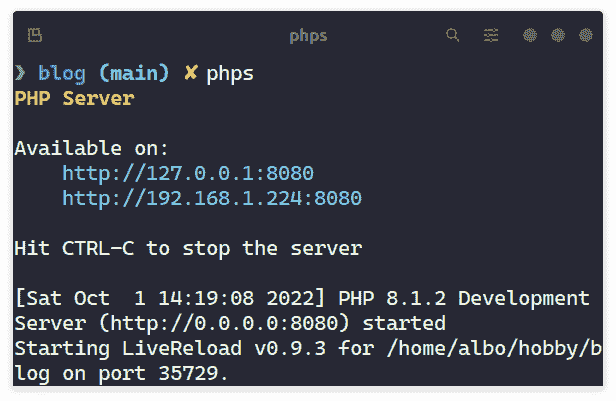 phps
❯ blog (main) ✘ phps
PHP Server
Available on:
http://127.0.0.1:8080
http://192.168.1.224:8080
Hit CTRL-C to stop the server
[Sat Oct  1 14:19:08 2022] PHP 8.1.2 Development
Server (http://0.0.0.0:8080) started
Starting LiveReload v0.9.3 for /home/albo/hobby/b
log on port 35729.